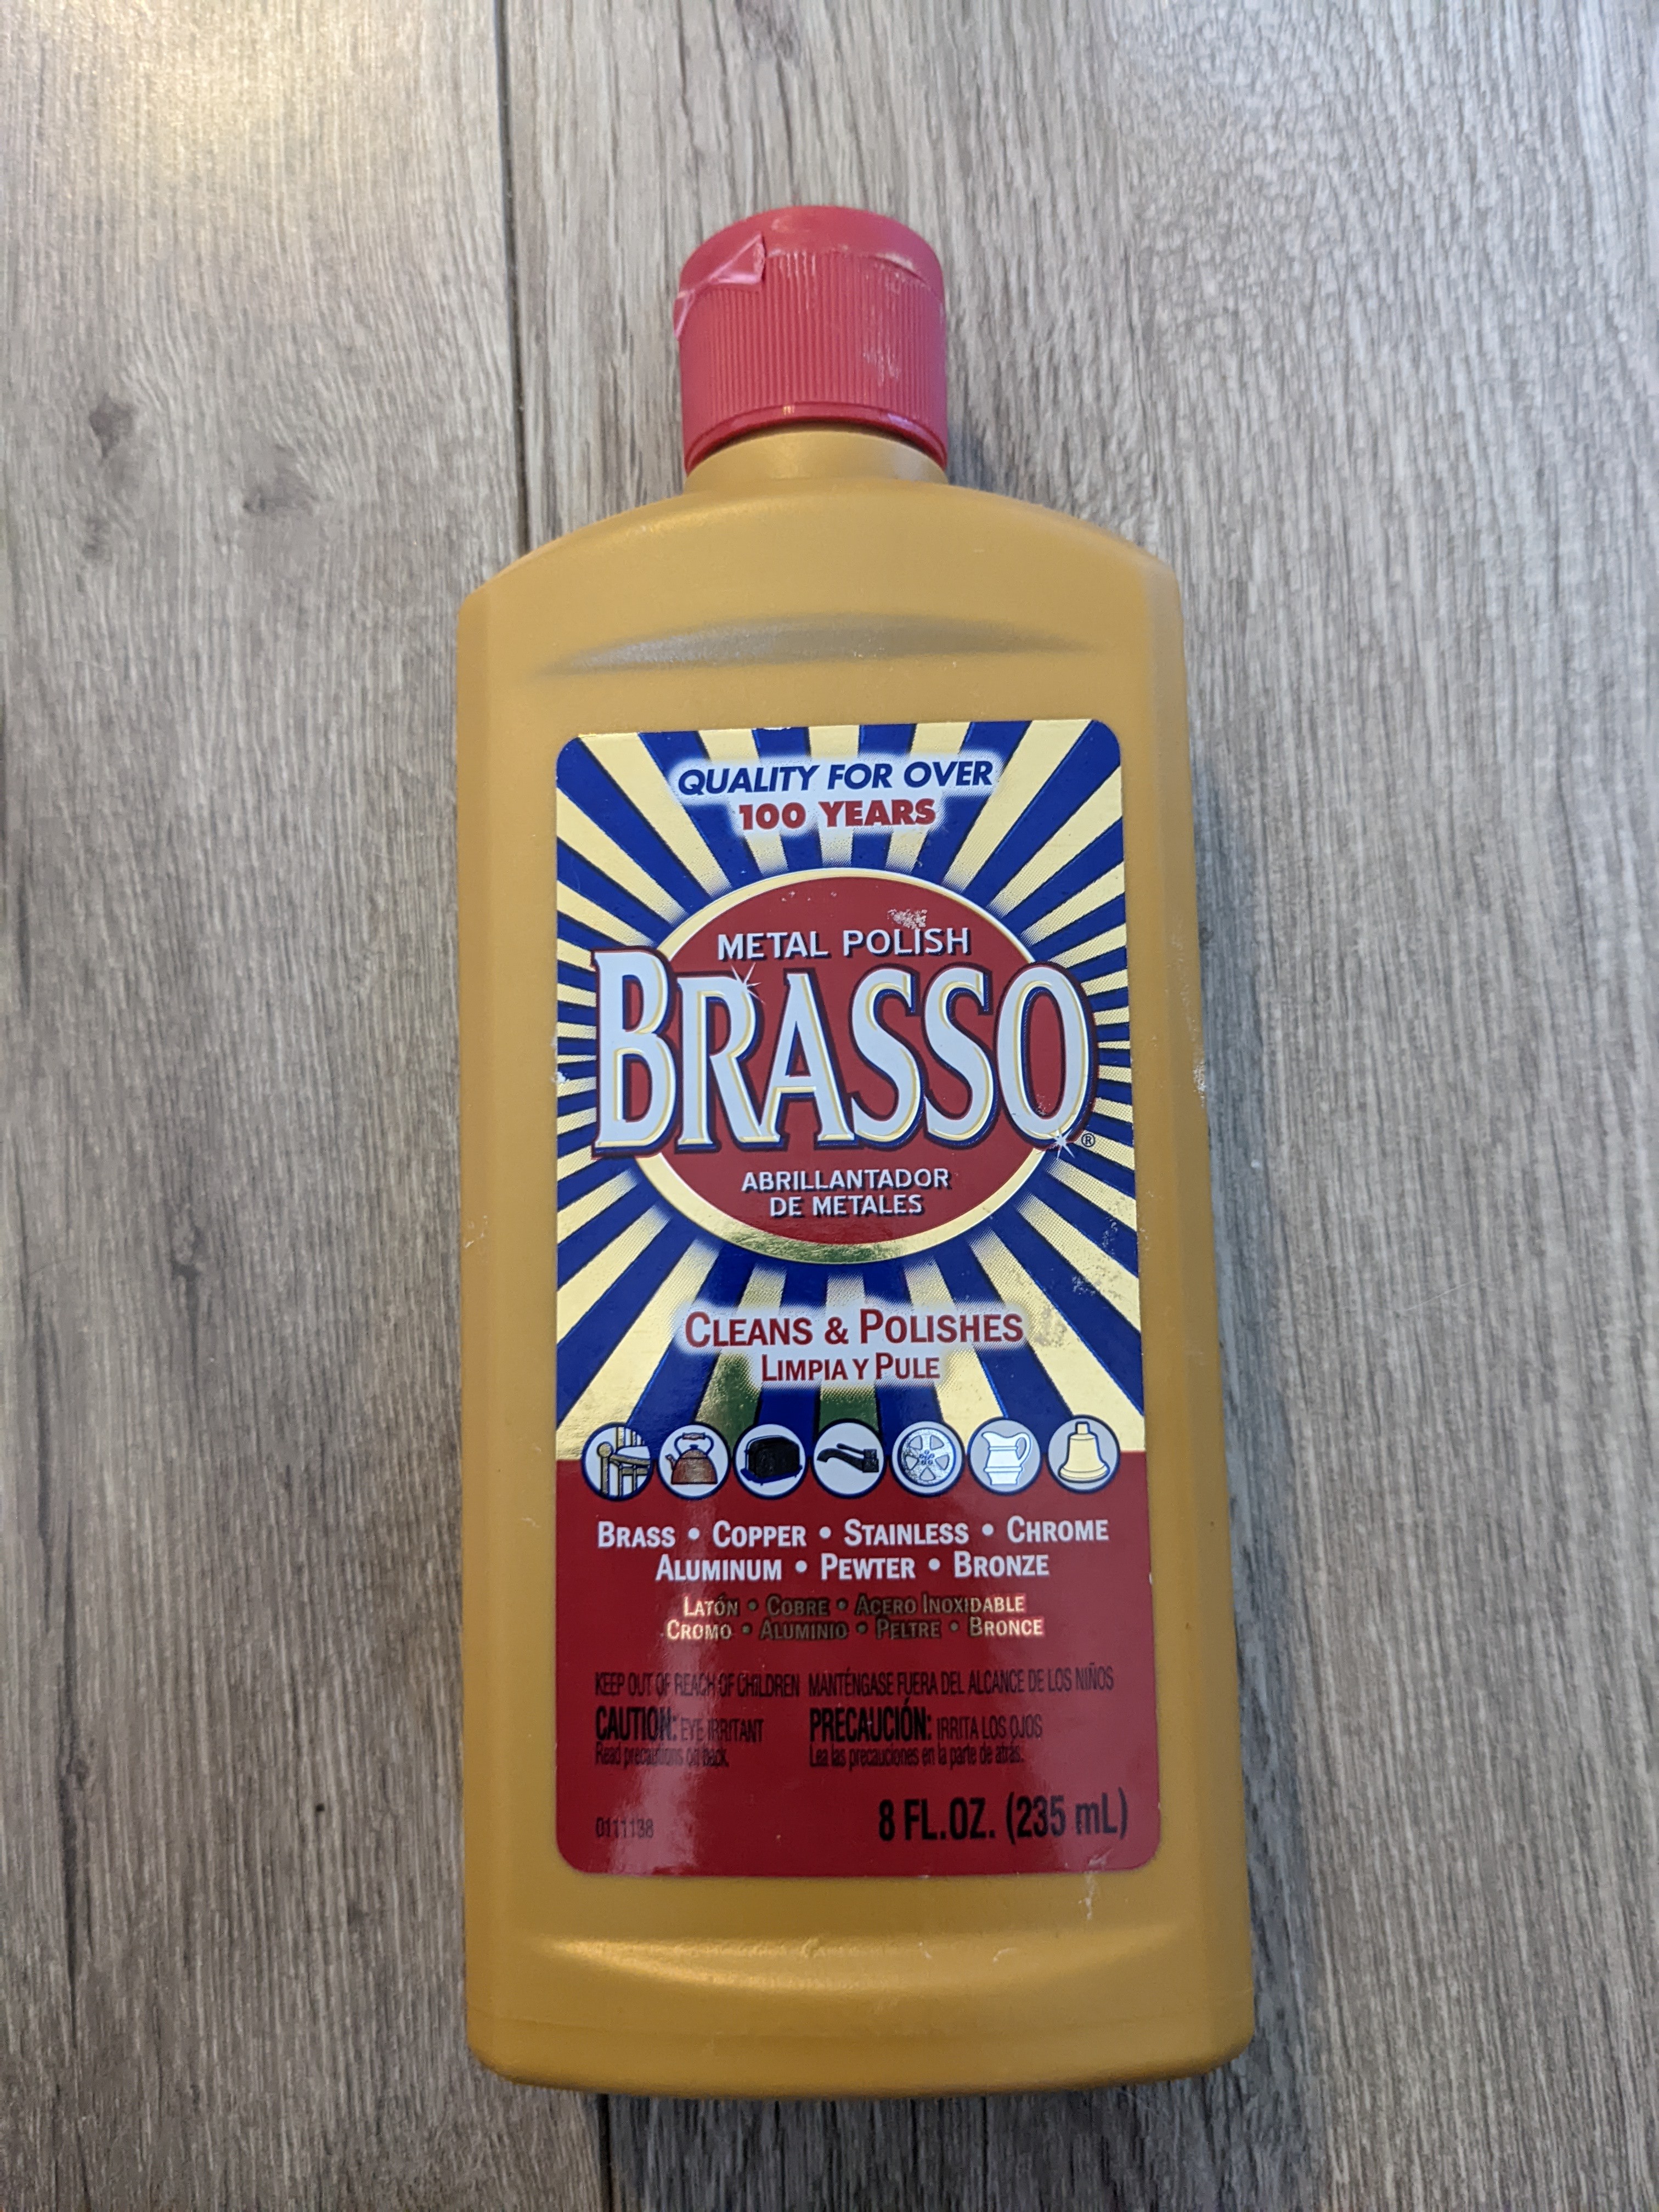 QUALITY FOR OVER
100 YEARS
METAL POLISH
BRASSO®
ABRILLANTADOR
DE METALES
CLEANS & POLISHES
LIMPIA Y PULE
BRASS • COPPER • STAINLESS • CHROME
ALUMINUM • PEWTER • BRONZE
LATÓN • COBRE • ACERO INOXIDABLE
CROMO • ALUMINIO • PELTRE • BRONCE
KEEP OUT OF REACH OF CHILDREN MANTÉNGASE FUERA DEL ALCANCE DE LOS NIÑOS
CAUTION: EYE IRRITANT PRECAUCIÓN: IRRITA LOS OJOS
Read precautions on back. Lea las precauciones en la parte de atrás.
0111138 8 FL.OZ. (235 mL)